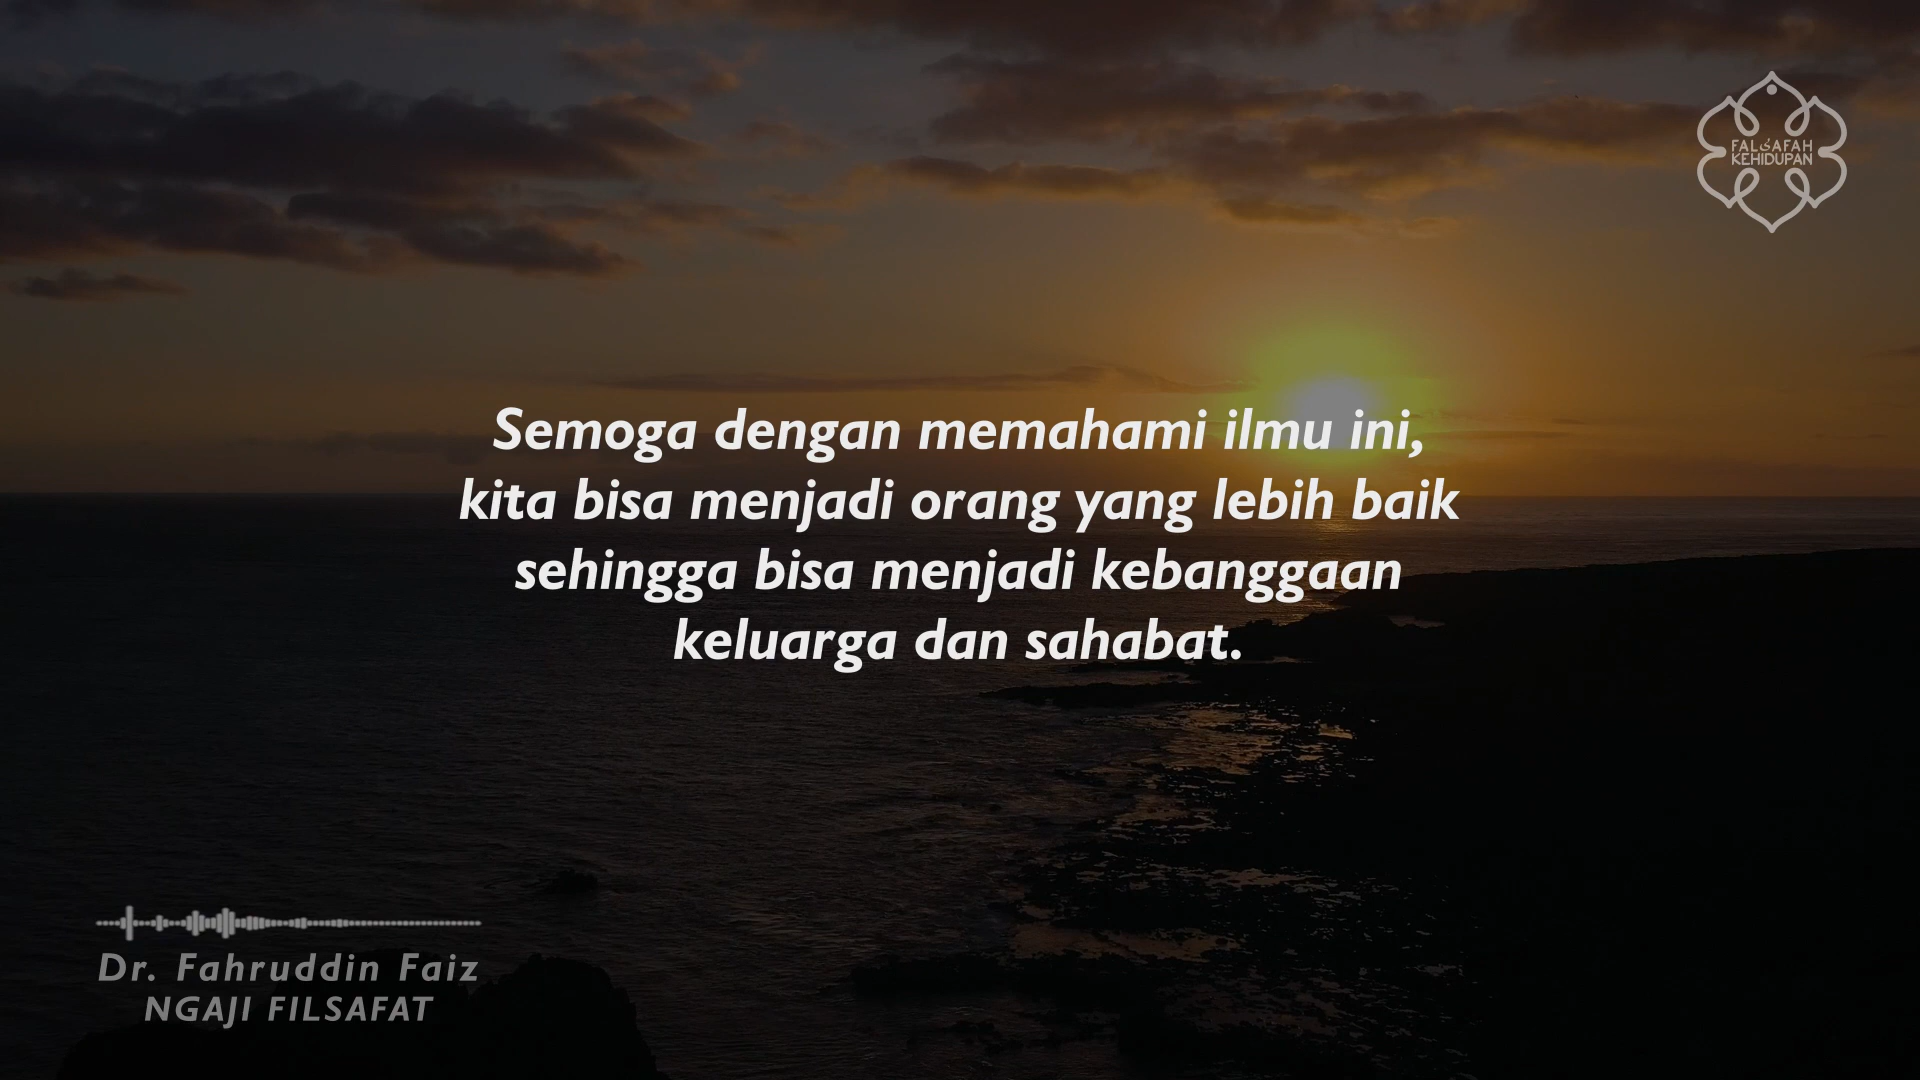 FALSAFAH
KEHIDUPAN
Semoga dengan memahami ilmu ini,
kita bisa menjadi orang yang lebih baik
sehingga bisa menjadi kebanggaan
keluarga dan sahabat.
Dr. Fahruddin Faiz
NGAJI FILSAFAT